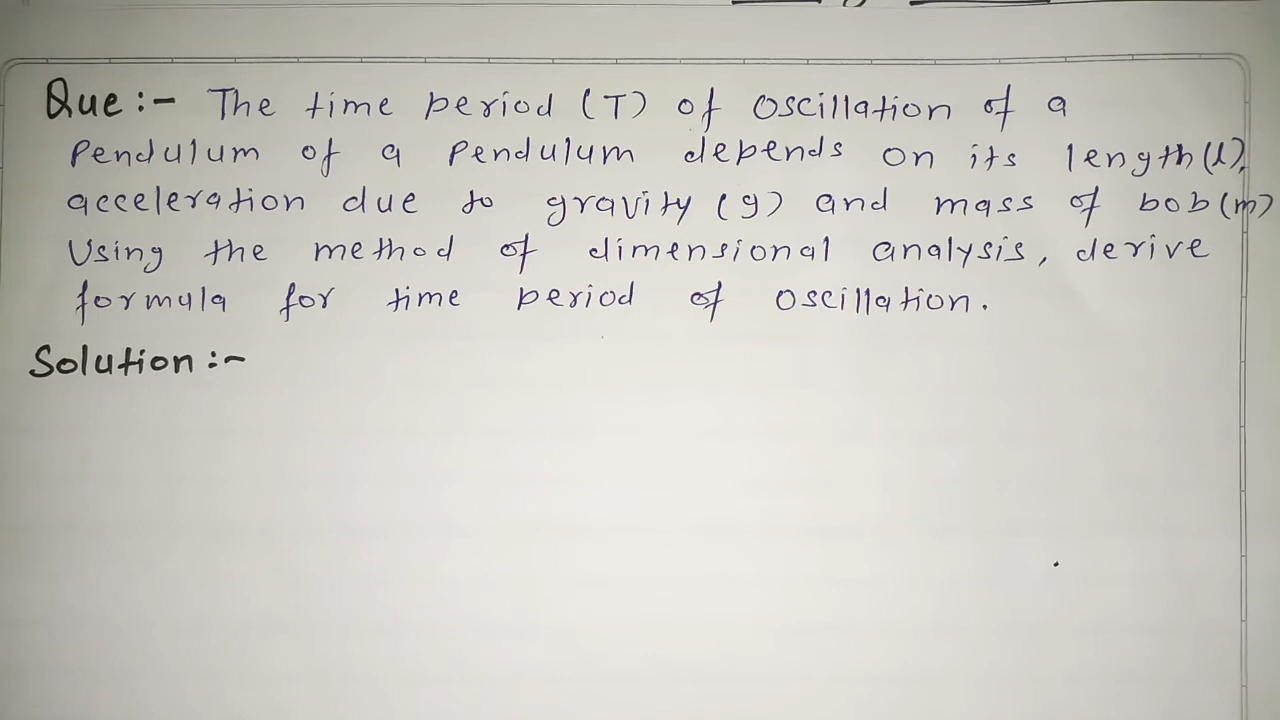 Que :- The time period (T) of Oscillation of a
Pendulum of a Pendulum depends on its length(l),
acceleration due to gravity (g) and mass of bob(m)
Using the method of dimensional analysis, derive
formula for time period of oscillation.
Solution :-